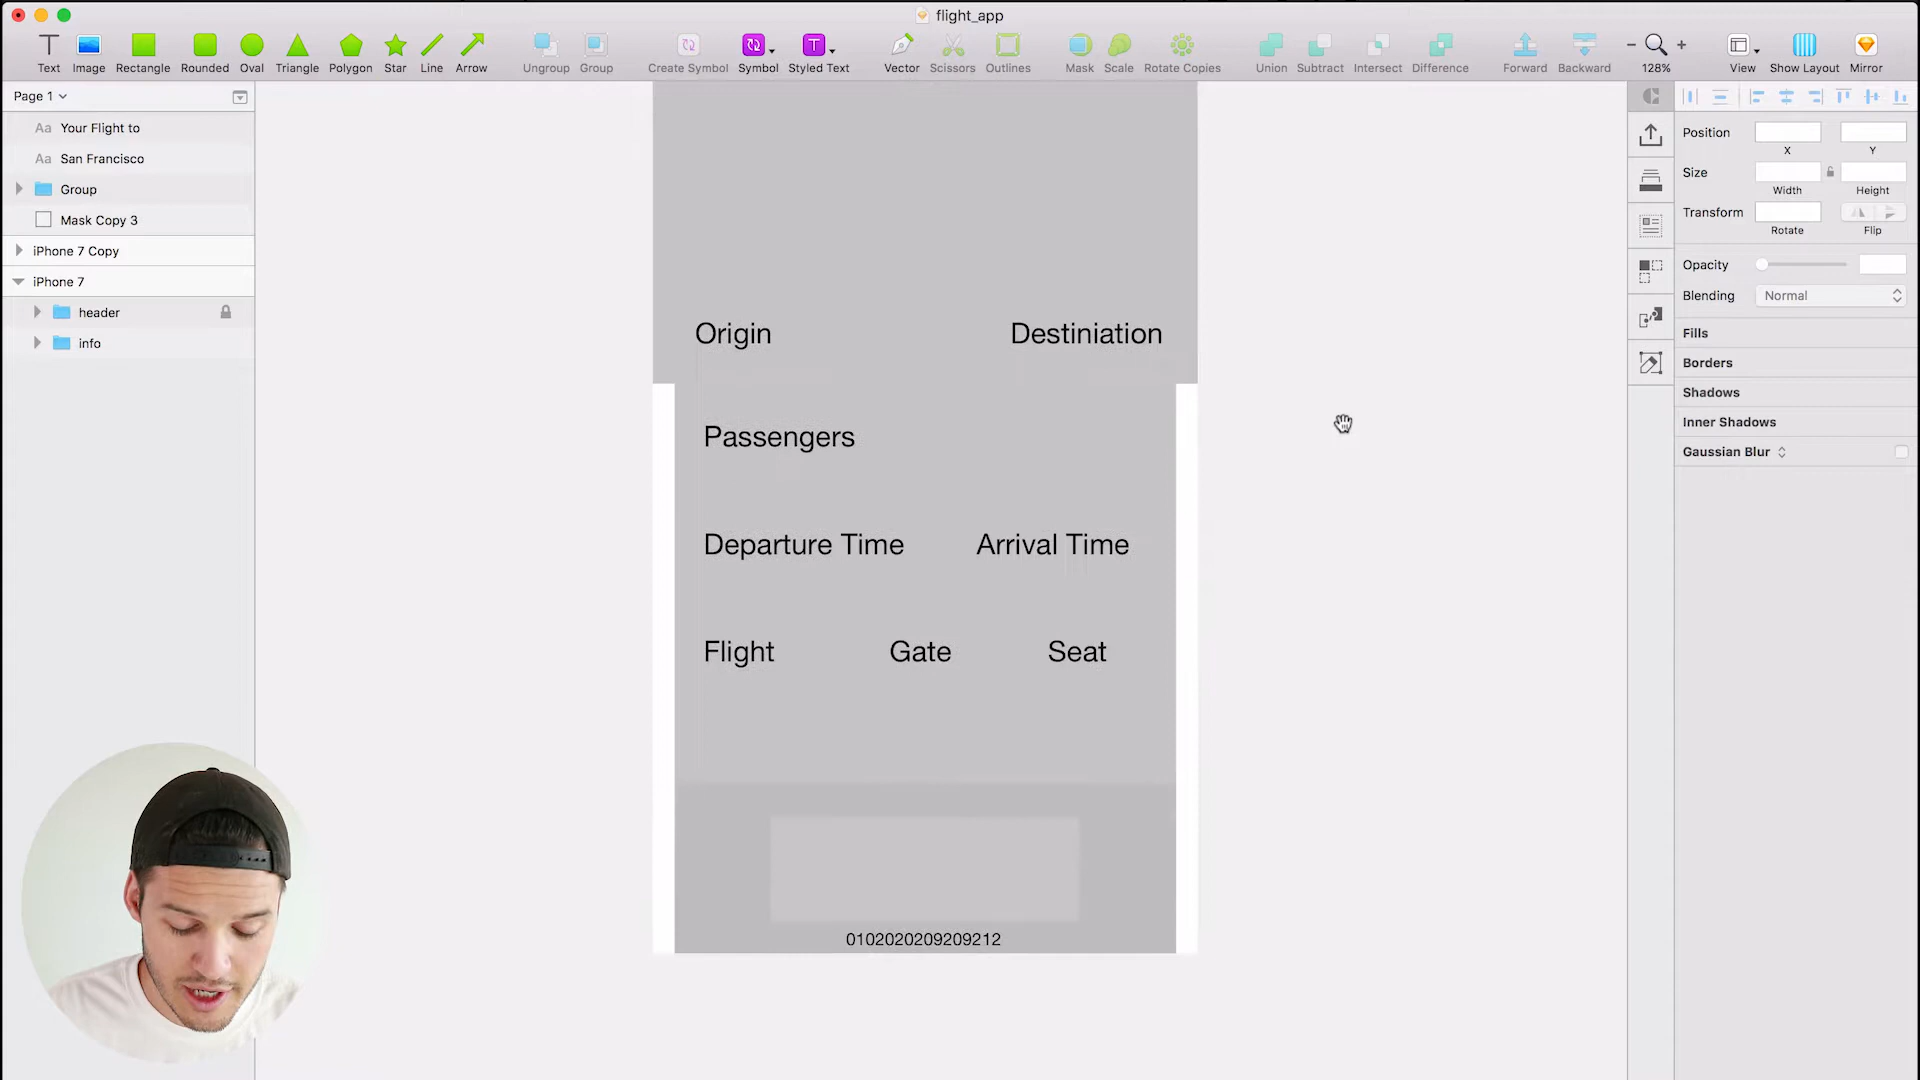 flight_app
Text Image Rectangle Rounded Oval Triangle Polygon Star Line Arrow Ungroup Group Create Symbol Symbol Styled Text Vector Scissors Outlines Mask Scale Rotate Copies Union Subtract Intersect Difference Forward Backward 128% View Show Layout Mirror
Page 1
Aa Your Flight to
Aa San Francisco
Group
Mask Copy 3
iPhone 7 Copy
iPhone 7
header
info
Origin Destiniation
Passengers
Departure Time Arrival Time
Flight Gate Seat
0102020209209212
Position
X Y
Size
Width Height
Transform
Rotate Flip
Opacity
Blending Normal
Fills
Borders
Shadows
Inner Shadows
Gaussian Blur